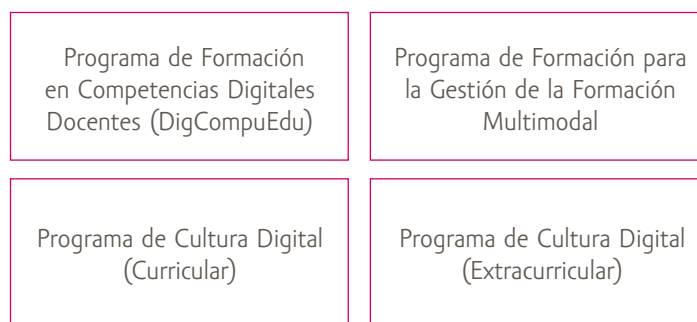 Programa de Formación
en Competencias Digitales
Docentes (DigCompuEdu)
Programa de Formación para
la Gestión de la Formación
Multimodal
Programa de Cultura Digital
(Curricular)
Programa de Cultura Digital
(Extracurricular)